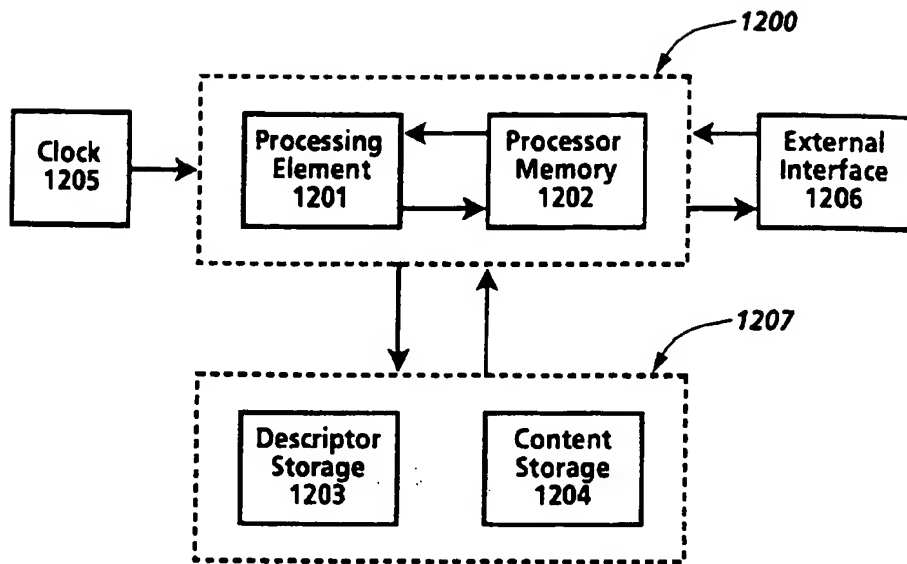 1200
Clock
1205
Processing
Element
1201
Processor
Memory
1202
External
Interface
1206
1207
Descriptor
Storage
1203
Content
Storage
1204